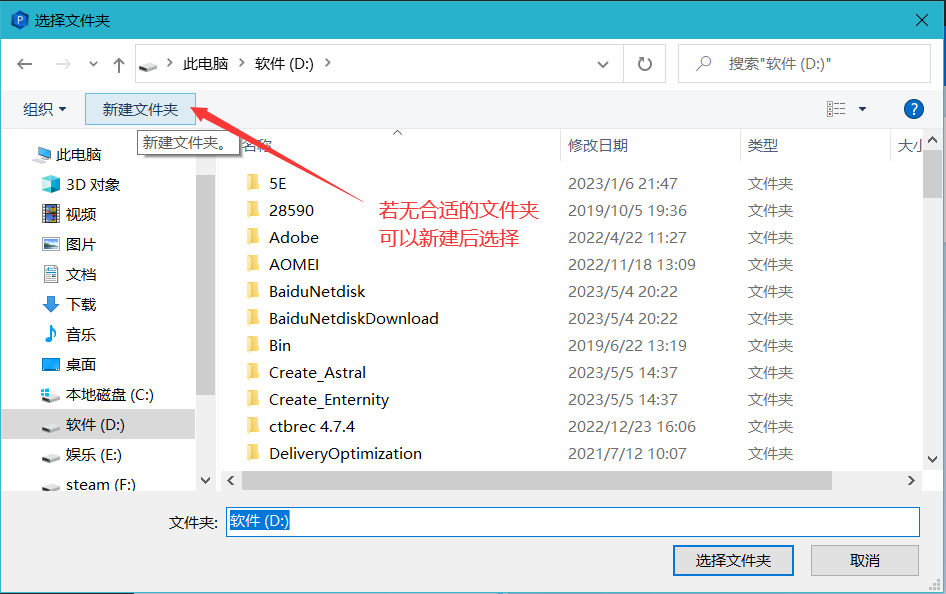 选择文件夹
此电脑 软件 (D:)
搜索"软件 (D:)"
组织
新建文件夹
新建文件夹。
名称 修改日期 类型 大小
此电脑
3D 对象
视频
图片
文档
下载
音乐
桌面
本地磁盘 (C:)
软件 (D:)
娱乐 (E:)
steam (F:)
5E 2023/1/6 21:47 文件夹
28590 2019/10/5 19:36 文件夹
Adobe 2022/4/22 11:27 文件夹
AOMEI 2022/11/18 13:09 文件夹
BaiduNetdisk 2023/5/4 20:22 文件夹
BaiduNetdiskDownload 2023/5/4 20:22 文件夹
Bin 2019/6/22 13:19 文件夹
Create_Astral 2023/5/5 14:37 文件夹
Create_Enternity 2023/5/5 14:37 文件夹
ctbrec 4.7.4 2022/12/23 16:06 文件夹
DeliveryOptimization 2021/7/12 10:07 文件夹
若无合适的文件夹
可以新建后选择
文件夹: 软件 (D:)
选择文件夹 取消